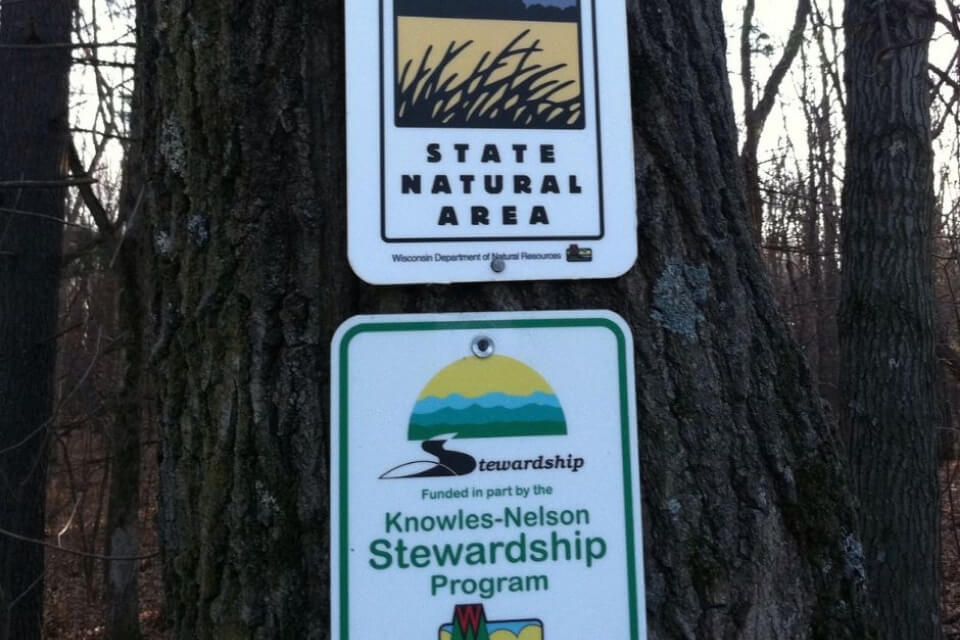 STATE
NATURAL
AREA
Wisconsin Department of Natural Resources
Stewardship
Funded in part by the
Knowles-Nelson
Stewardship
Program
W